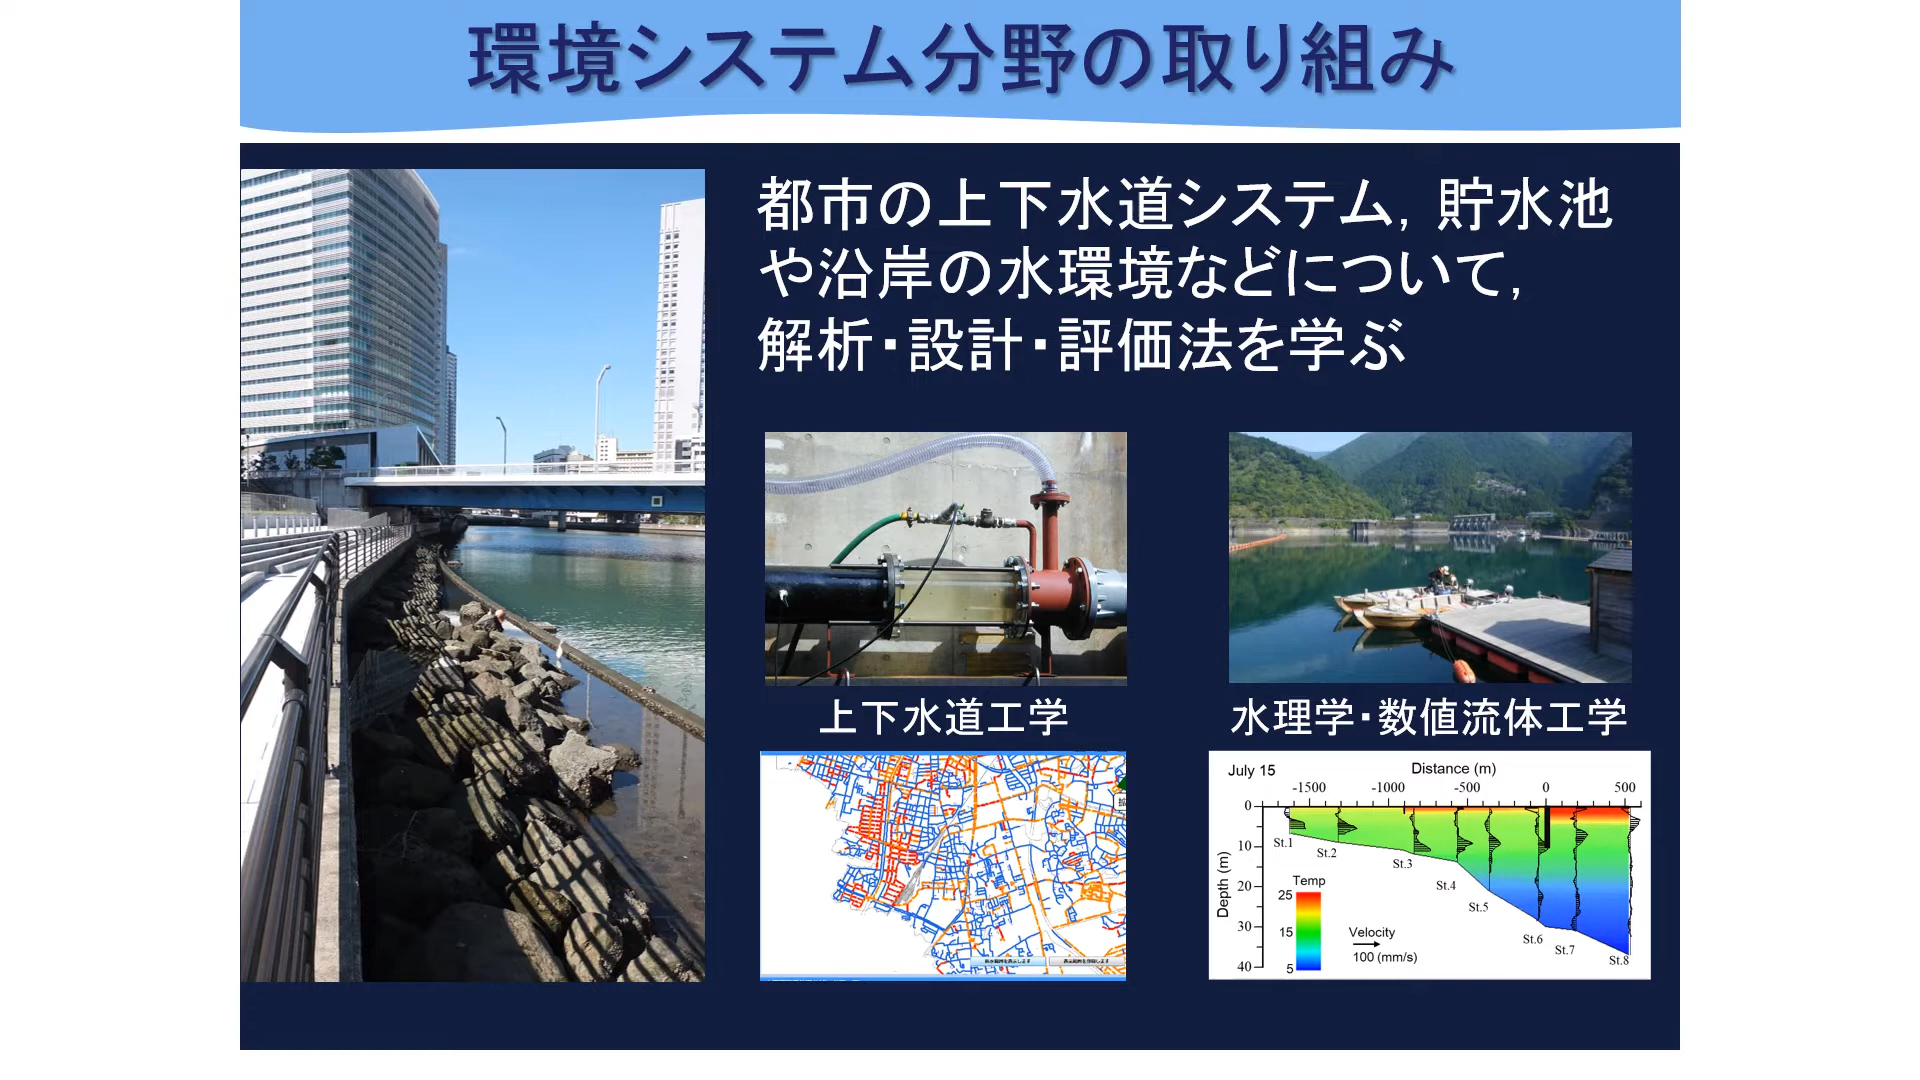 環境システム分野の取り組み
都市の上下水道システム，貯水池
や沿岸の水環境などについて，
解析・設計・評価法を学ぶ
上下水道工学
水理学・数値流体工学
July 15
Distance (m)
-1500 -1000 -500 0 500
Depth (m)
0
10
20
30
40
St.1
St.2
St.3
St.4
St.5
St.6
St.7
St.8
Temp
25
15
5
Velocity
100 (mm/s)